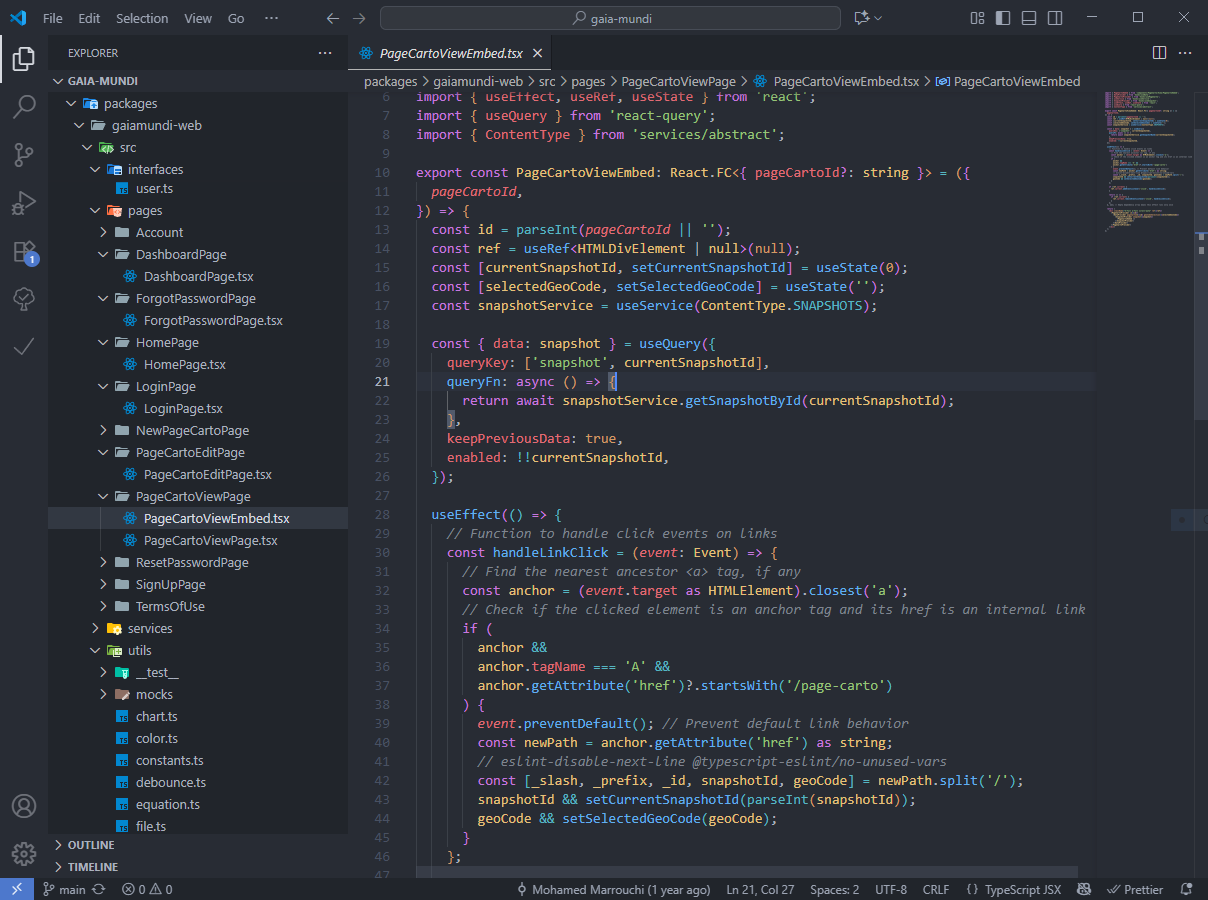 File Edit Selection View Go ··· gaia-mundi
EXPLORER ···
GAIA-MUNDI
packages
gaiamundi-web
src
interfaces
user.ts
pages
Account
DashboardPage
DashboardPage.tsx
ForgotPasswordPage
ForgotPasswordPage.tsx
HomePage
HomePage.tsx
LoginPage
LoginPage.tsx
NewPageCartoPage
PageCartoEditPage
PageCartoEditPage.tsx
PageCartoViewPage
PageCartoViewEmbed.tsx
PageCartoViewPage.tsx
ResetPasswordPage
SignUpPage
TermsOfUse
services
utils
__test__
mocks
chart.ts
color.ts
constants.ts
debounce.ts
equation.ts
file.ts
OUTLINE
TIMELINE
1
PageCartoViewEmbed.tsx
packages > gaiamundi-web > src > pages > PageCartoViewPage > PageCartoViewEmbed.tsx > PageCartoViewEmbed
6 import { useEffect, useRef, useState } from 'react';
7 import { useQuery } from 'react-query';
8 import { ContentType } from 'services/abstract';
9
10 export const PageCartoViewEmbed: React.FC<{ pageCartoId?: string }> = ({
11   pageCartoId,
12 }) => {
13   const id = parseInt(pageCartoId || '');
14   const ref = useRef<HTMLDivElement | null>(null);
15   const [currentSnapshotId, setCurrentSnapshotId] = useState(0);
16   const [selectedGeoCode, setSelectedGeoCode] = useState('');
17   const snapshotService = useService(ContentType.SNAPSHOTS);
18
19   const { data: snapshot } = useQuery({
20     queryKey: ['snapshot', currentSnapshotId],
21     queryFn: async () => {
22       return await snapshotService.getSnapshotById(currentSnapshotId);
23     },
24     keepPreviousData: true,
25     enabled: !!currentSnapshotId,
26   });
27
28   useEffect(() => {
29     // Function to handle click events on links
30     const handleLinkClick = (event: Event) => {
31       // Find the nearest ancestor <a> tag, if any
32       const anchor = (event.target as HTMLElement).closest('a');
33       // Check if the clicked element is an anchor tag and its href is an internal link
34       if (
35         anchor &&
36         anchor.tagName === 'A' &&
37         anchor.getAttribute('href')?.startsWith('/page-carto')
38       ) {
39         event.preventDefault(); // Prevent default link behavior
40         const newPath = anchor.getAttribute('href') as string;
41         // eslint-disable-next-line @typescript-eslint/no-unused-vars
42         const [_slash, _prefix, _id, snapshotId, geoCode] = newPath.split('/');
43         snapshotId && setCurrentSnapshotId(parseInt(snapshotId));
44         geoCode && setSelectedGeoCode(geoCode);
45       }
46     };
47
main 0 0 Mohamed Marrouchi (1 year ago) Ln 21, Col 27 Spaces: 2 UTF-8 CRLF {} TypeScript JSX Prettier